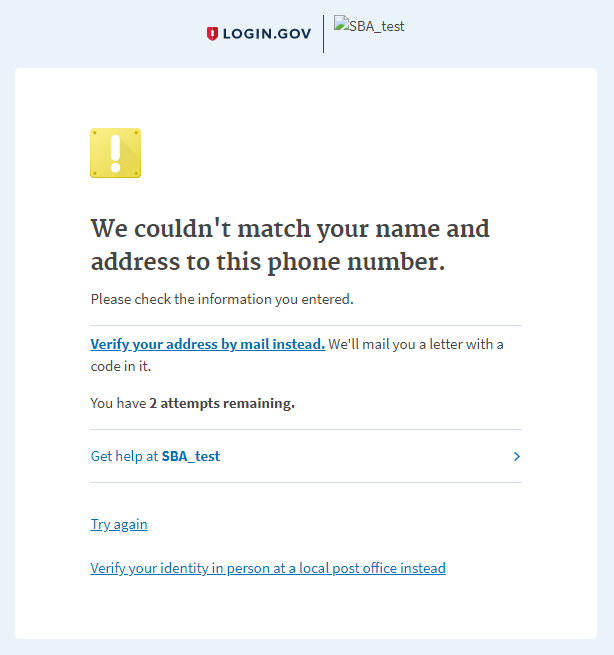 LOGIN.GOV
SBA_test
We couldn't match your name and
address to this phone number.
Please check the information you entered.
Verify your address by mail instead. We'll mail you a letter with a
code in it.
You have 2 attempts remaining.
Get help at SBA_test
Try again
Verify your identity in person at a local post office instead